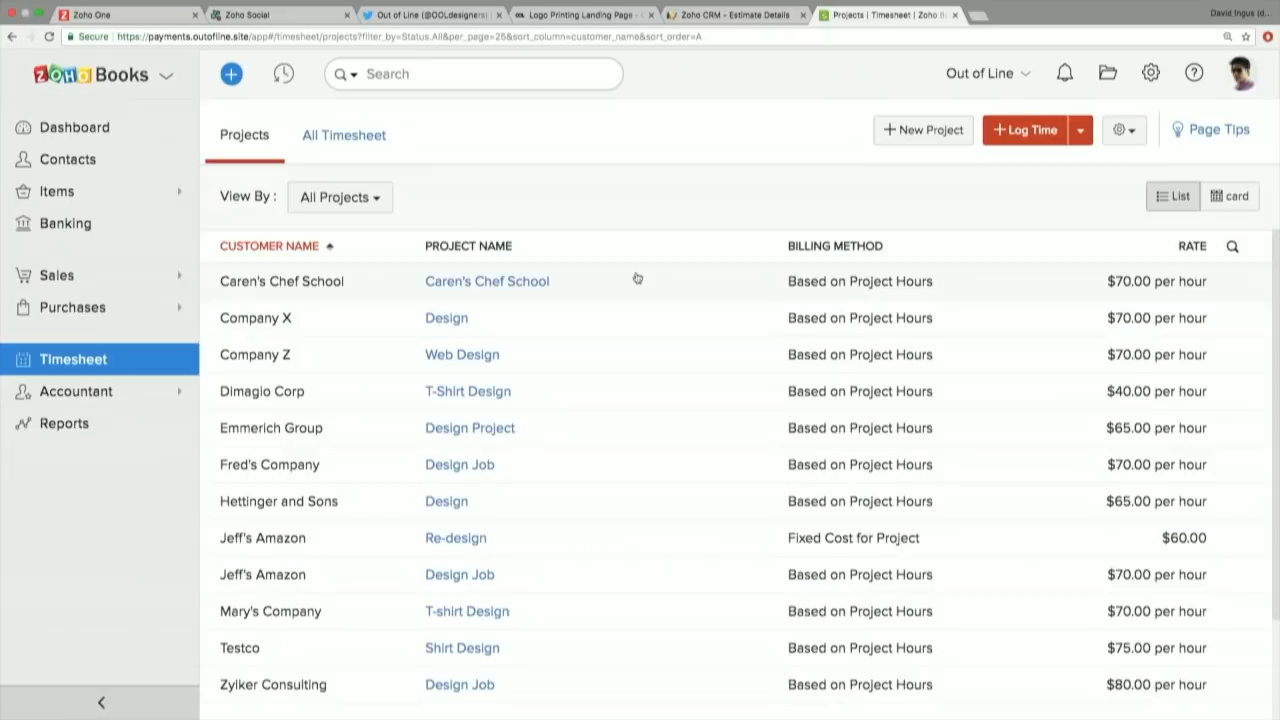 Zoho One
Zoho Social
Out of Line (@OOLdesigners)
Logo Printing Landing Page -
Zoho CRM - Estimate Details
Projects | Timesheet | Zoho B
David Ingus (d...
Secure https://payments.outofline.site/app#/timesheet/projects?filter_by=Status.All&per_page=25&sort_column=customer_name&sort_order=A
ZOHO Books
Search
Out of Line
Dashboard
Contacts
Items
Banking
Sales
Purchases
Timesheet
Accountant
Reports
Projects
All Timesheet
+ New Project
+ Log Time
Page Tips
View By :
All Projects
List
card
CUSTOMER NAME PROJECT NAME BILLING METHOD RATE
Caren's Chef School Caren's Chef School Based on Project Hours $70.00 per hour
Company X Design Based on Project Hours $70.00 per hour
Company Z Web Design Based on Project Hours $70.00 per hour
Dimagio Corp T-Shirt Design Based on Project Hours $40.00 per hour
Emmerich Group Design Project Based on Project Hours $65.00 per hour
Fred's Company Design Job Based on Project Hours $70.00 per hour
Hettinger and Sons Design Based on Project Hours $65.00 per hour
Jeff's Amazon Re-design Fixed Cost for Project $60.00
Jeff's Amazon Design Job Based on Project Hours $70.00 per hour
Mary's Company T-shirt Design Based on Project Hours $70.00 per hour
Testco Shirt Design Based on Project Hours $75.00 per hour
Zylker Consulting Design Job Based on Project Hours $80.00 per hour